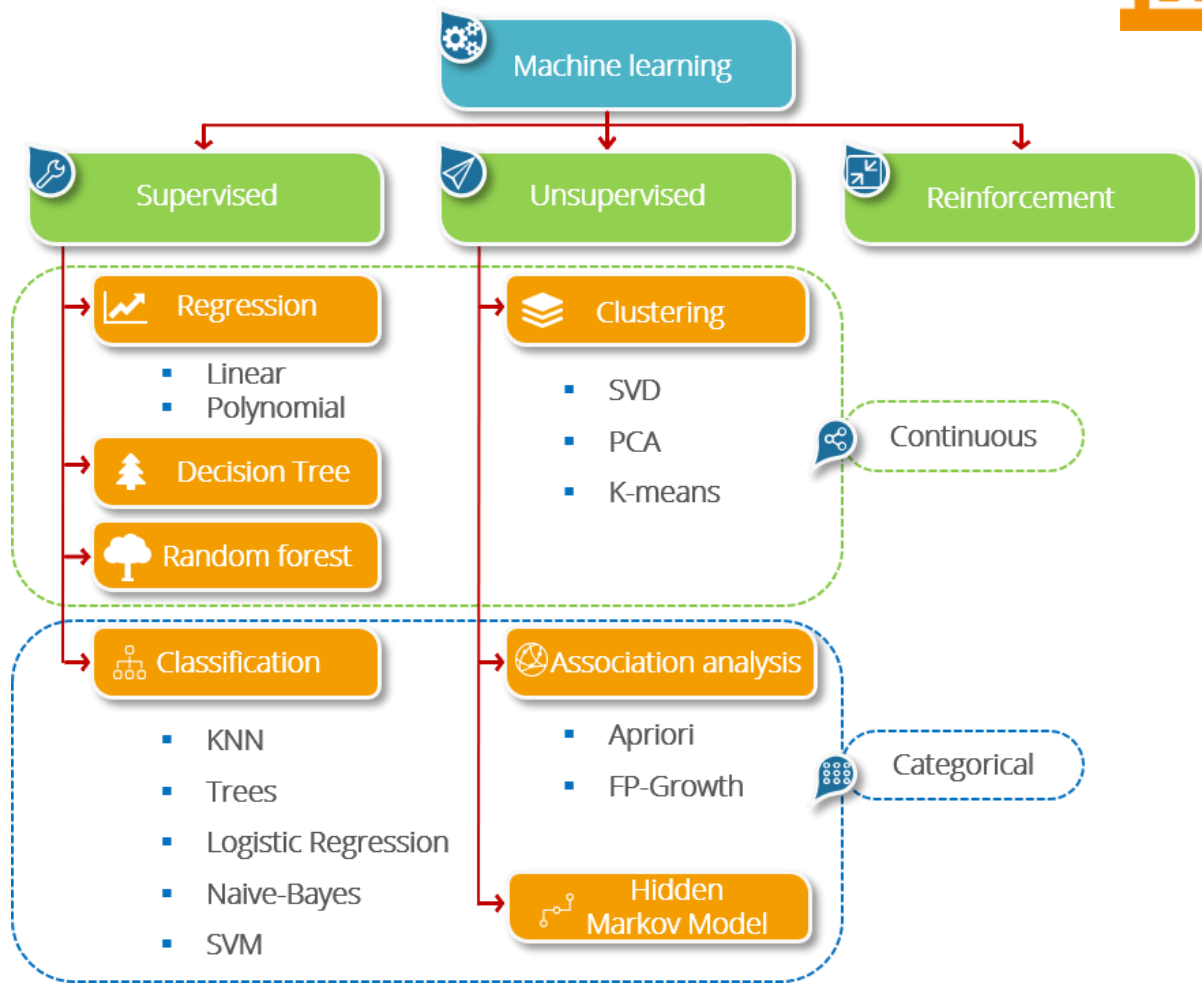 Machine learning
Supervised
Unsupervised
Reinforcement
Regression
Linear
Polynomial
Decision Tree
Random forest
Clustering
SVD
PCA
K-means
Continuous
Classification
KNN
Trees
Logistic Regression
Naive-Bayes
SVM
Association analysis
Apriori
FP-Growth
Hidden
Markov Model
Categorical